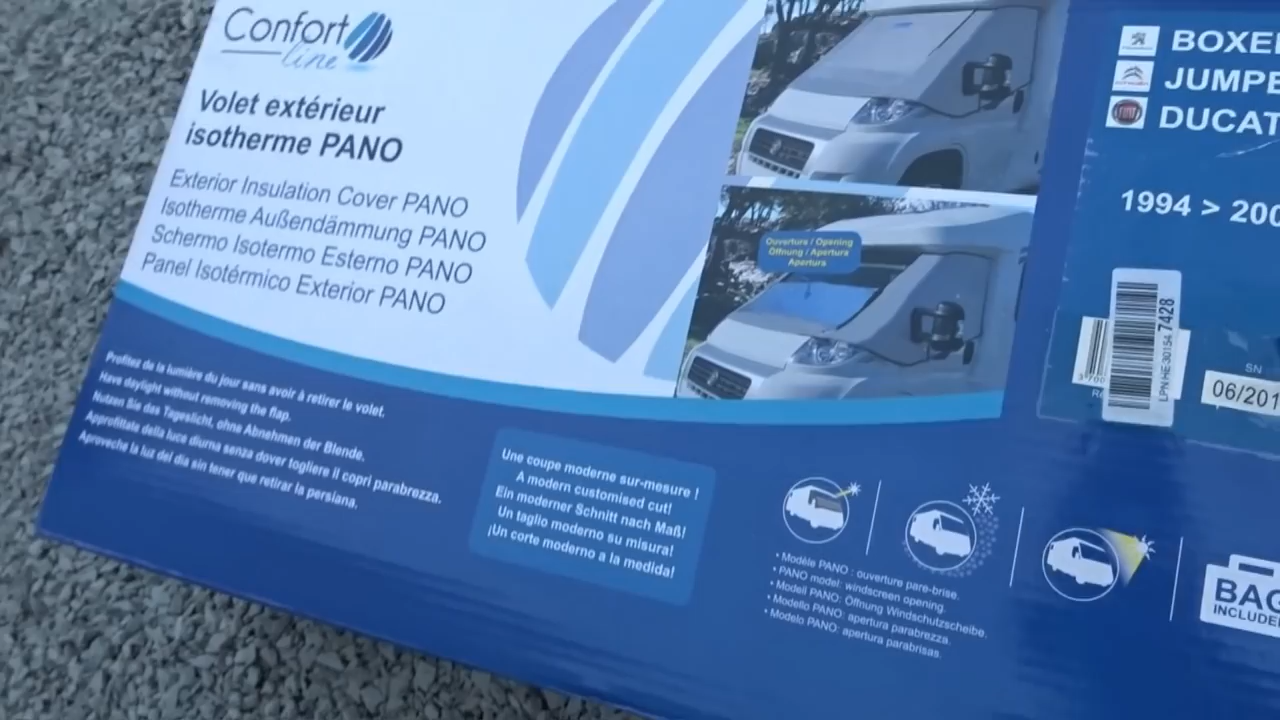 Confort
line
Volet extérieur
isotherme PANO
Exterior Insulation Cover PANO
Isotherme Außendämmung PANO
Schermo Isotermo Esterno PANO
Panel Isotérmico Exterior PANO
Profitez de la lumière du jour sans avoir à retirer le volet.
Have daylight without removing the flap.
Nutzen Sie das Tageslicht, ohne Abnehmen der Blende.
Approfittate della luce diurna senza dover togliere il copri parabrezza.
Aproveche la luz del dia sin tener que retirar la persiana.
Une coupe moderne sur-mesure !
A modern customised cut!
Ein moderner Schnitt nach Maß!
Un taglio moderno su misura!
¡Un corte moderno a la medida!
Ouverture / Opening
Öffnung / Apertura
Apertura
BOXE
JUMPE
DUCAT
1994 > 200
LPNHE30154 7428
SN
06/201
• Modèle PANO : ouverture pare-brise.
• PANO model: windscreen opening.
• Modell PANO: Öffnung Windschutzscheibe.
• Modello PANO: apertura parabrezza.
• Modelo PANO: apertura parabrisas.
BAG
INCLUDE